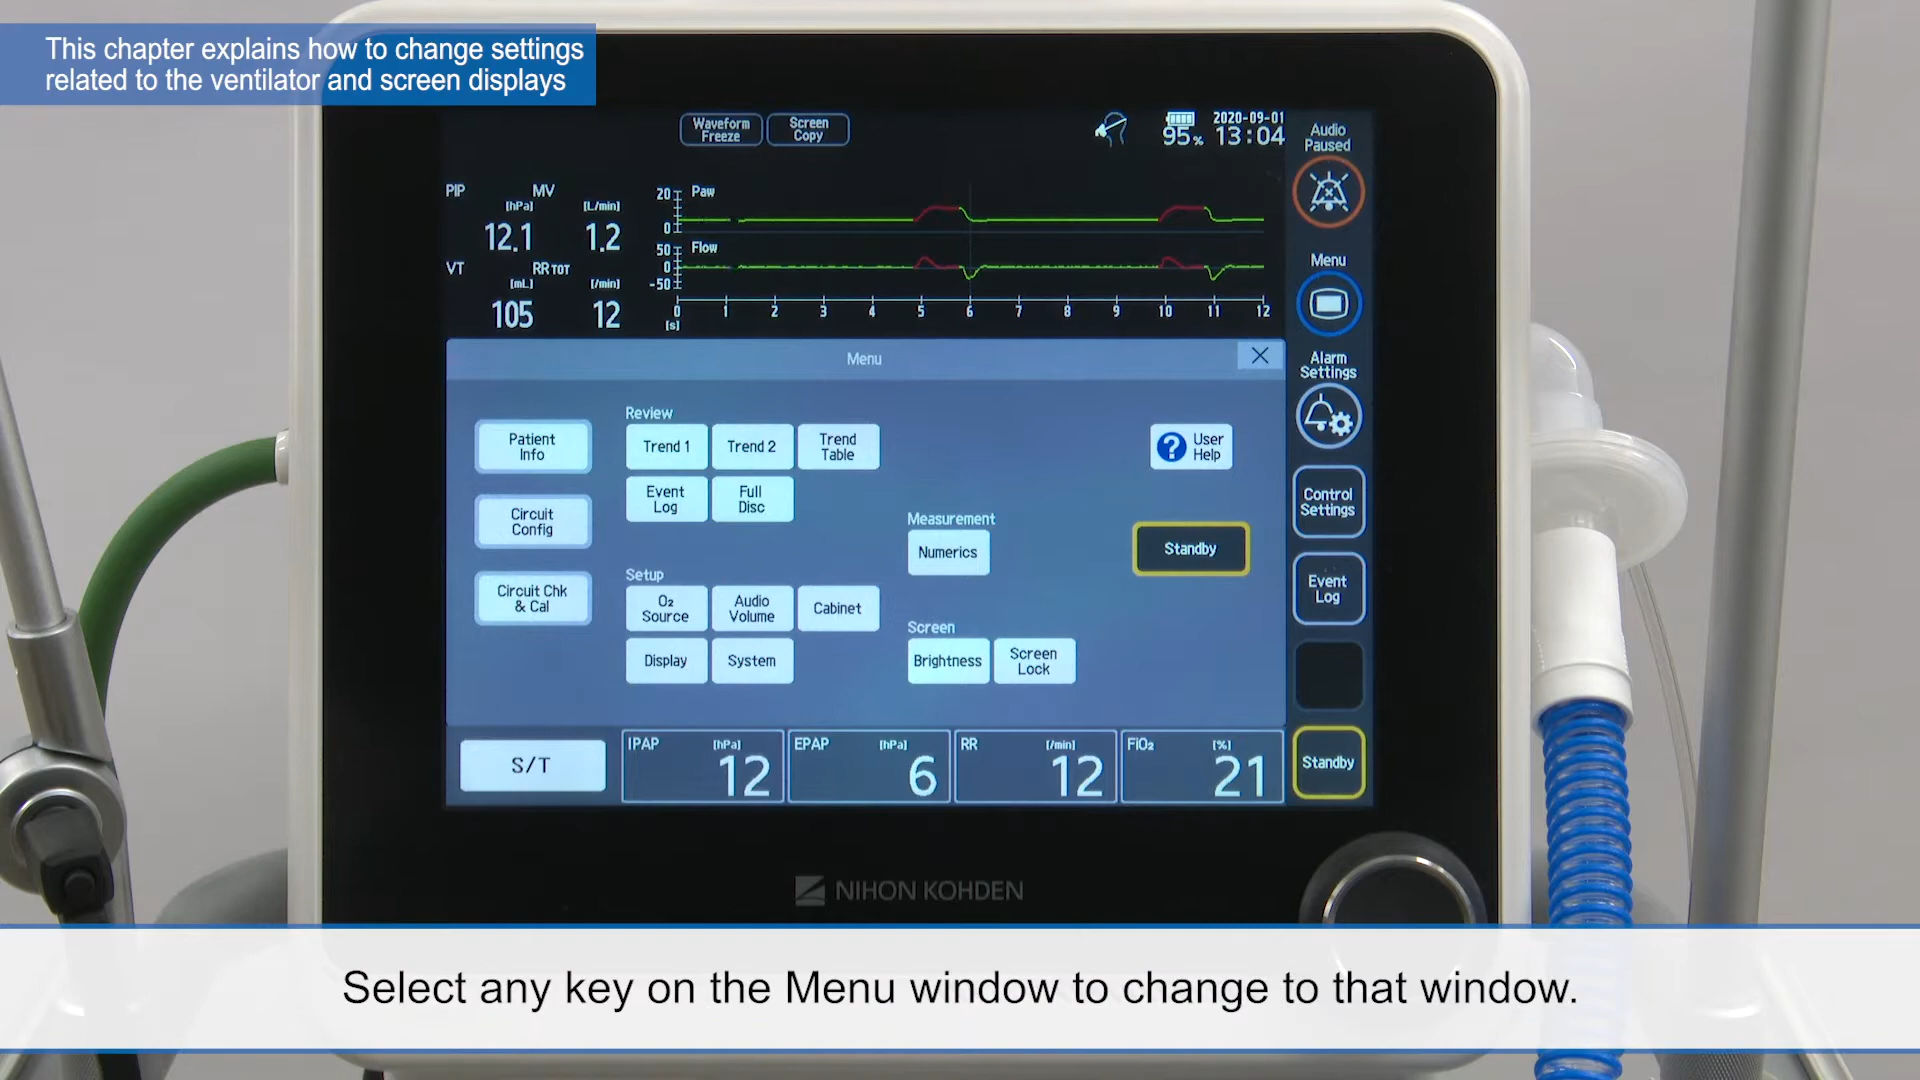 This chapter explains how to change settings
related to the ventilator and screen displays
Waveform
Freeze
Screen
Copy
95%
2020-09-01
13:04
Audio
Paused
PIP
[hPa]
12.1
MV
[L/min]
1.2
VT
[mL]
105
RR TOT
[/min]
12
20
Paw
0
50
Flow
0
-50
0 1 2 3 4 5 6 7 8 9 10 11 12
[s]
Menu
Alarm
Settings
Control
Settings
Event
Log
Standby
Menu
Patient
Info
Circuit
Config
Circuit Chk
& Cal
Review
Trend 1
Trend 2
Trend
Table
Event
Log
Full
Disc
Setup
O₂
Source
Audio
Volume
Cabinet
Display
System
Measurement
Numerics
Screen
Brightness
Screen
Lock
? User
Help
Standby
S/T
IPAP [hPa]
12
EPAP [hPa]
6
RR [/min]
12
FiO₂ [%]
21
NIHON KOHDEN
Select any key on the Menu window to change to that window.